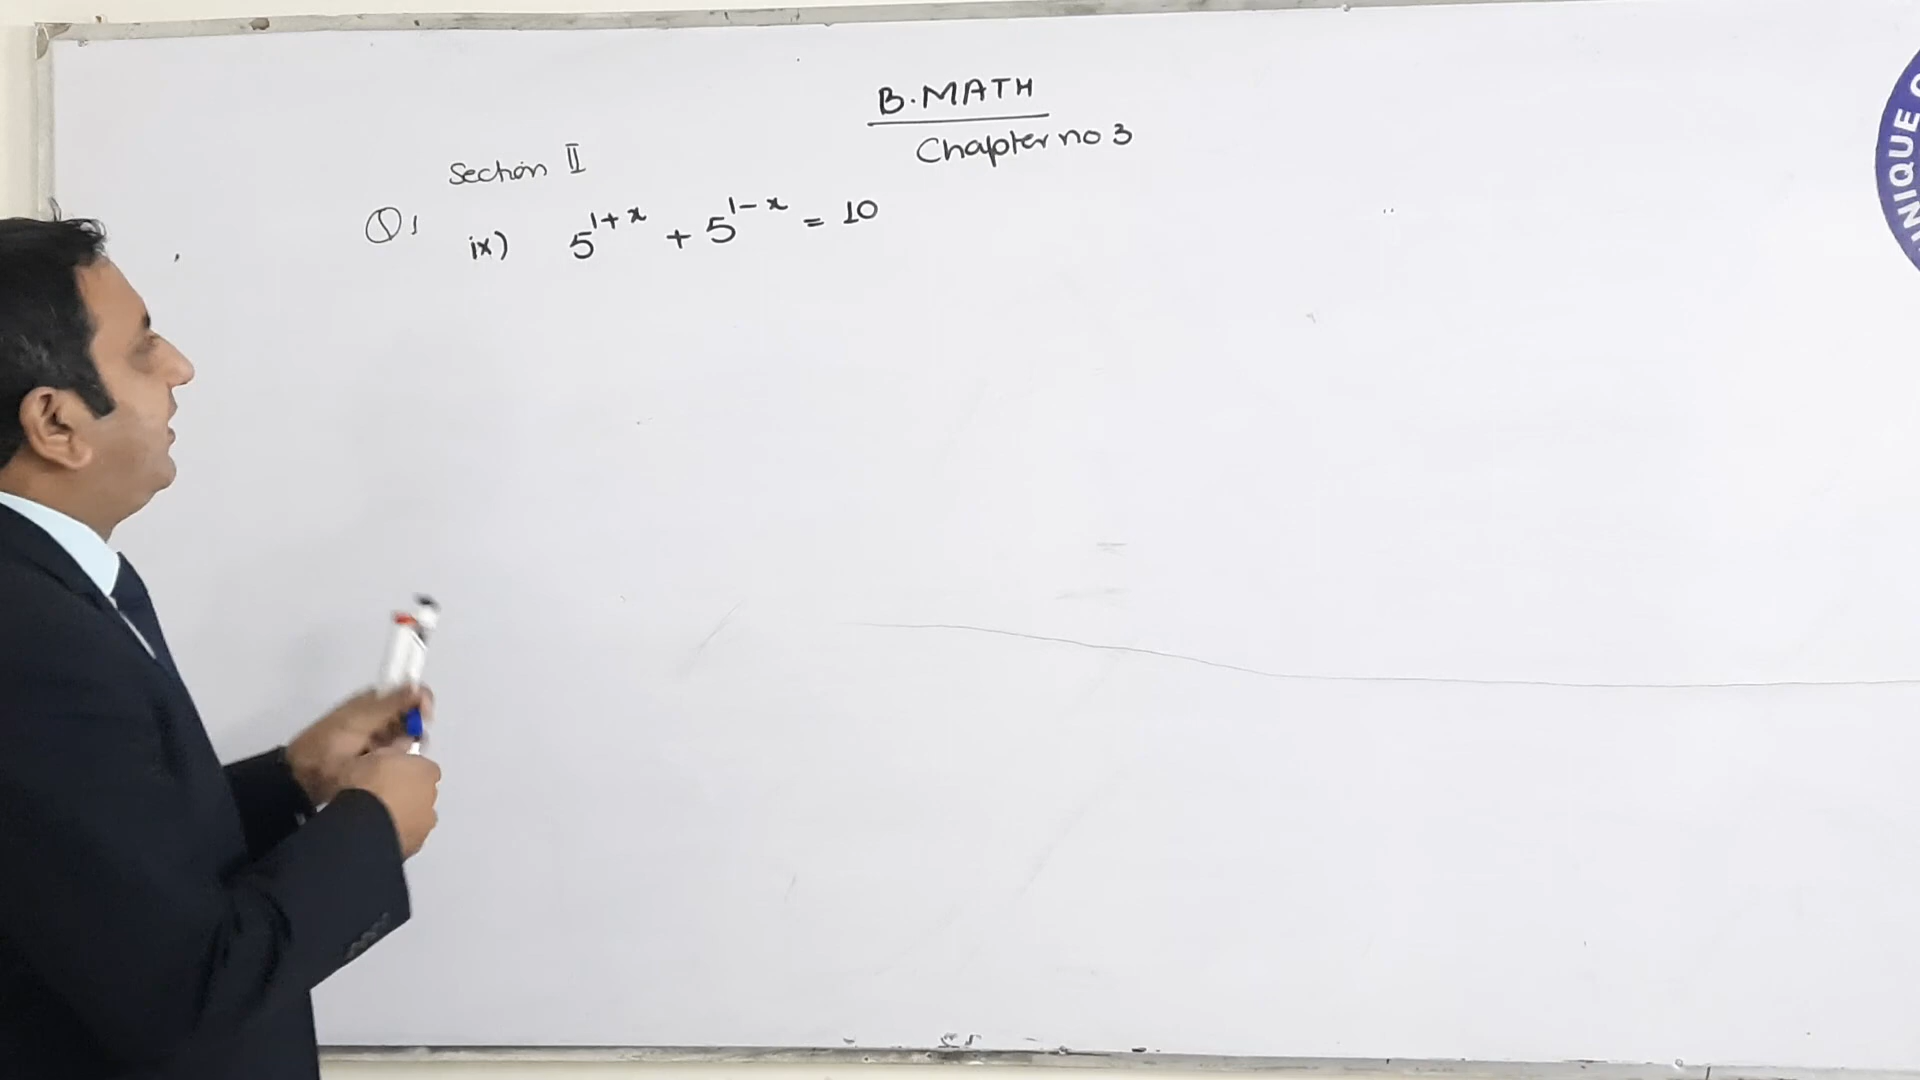 B.MATH
Chapter no 3
Section II
Q1
ix) 5^{1+x} + 5^{1-x} = 10